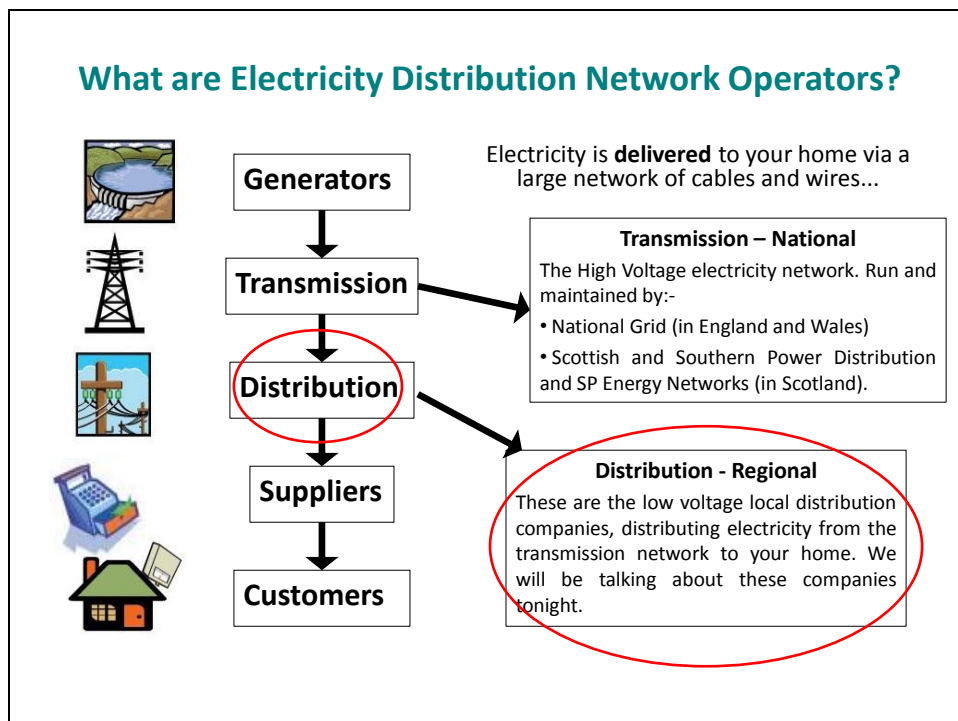 What are Electricity Distribution Network Operators?
Generators
Transmission
Distribution
Suppliers
Customers
Electricity is delivered to your home via a
large network of cables and wires...
Transmission – National
The High Voltage electricity network. Run and
maintained by:-
• National Grid (in England and Wales)
• Scottish and Southern Power Distribution
and SP Energy Networks (in Scotland).
Distribution - Regional
These are the low voltage local distribution
companies, distributing electricity from the
transmission network to your home. We
will be talking about these companies
tonight.